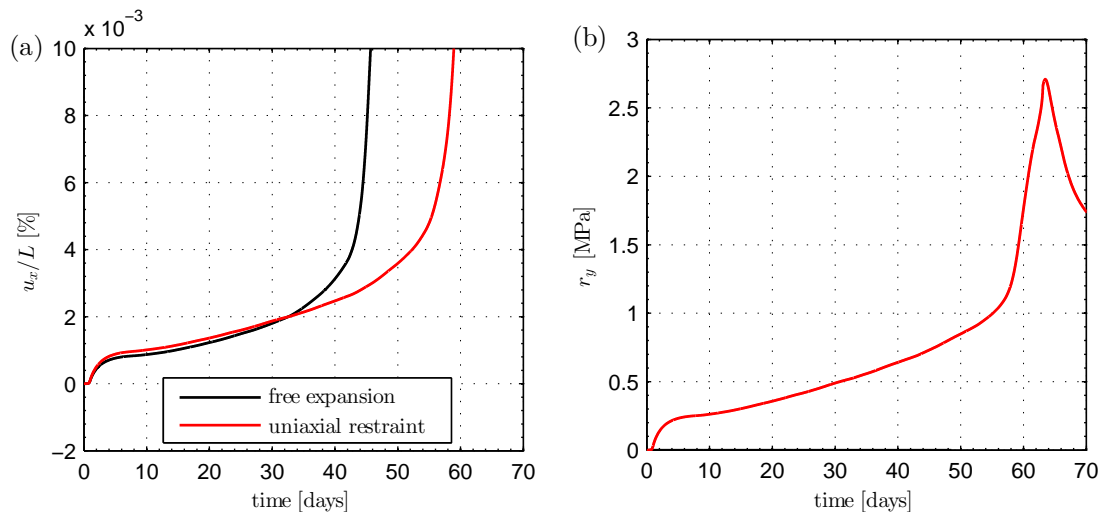 (a)
x 10⁻³
10
8
6
4
2
0
−2
u_x/L [%]
0 10 20 30 40 50 60 70
time [days]
free expansion
uniaxial restraint
(b)
3
2.5
2
1.5
1
0.5
0
r_y [MPa]
0 10 20 30 40 50 60 70
time [days]